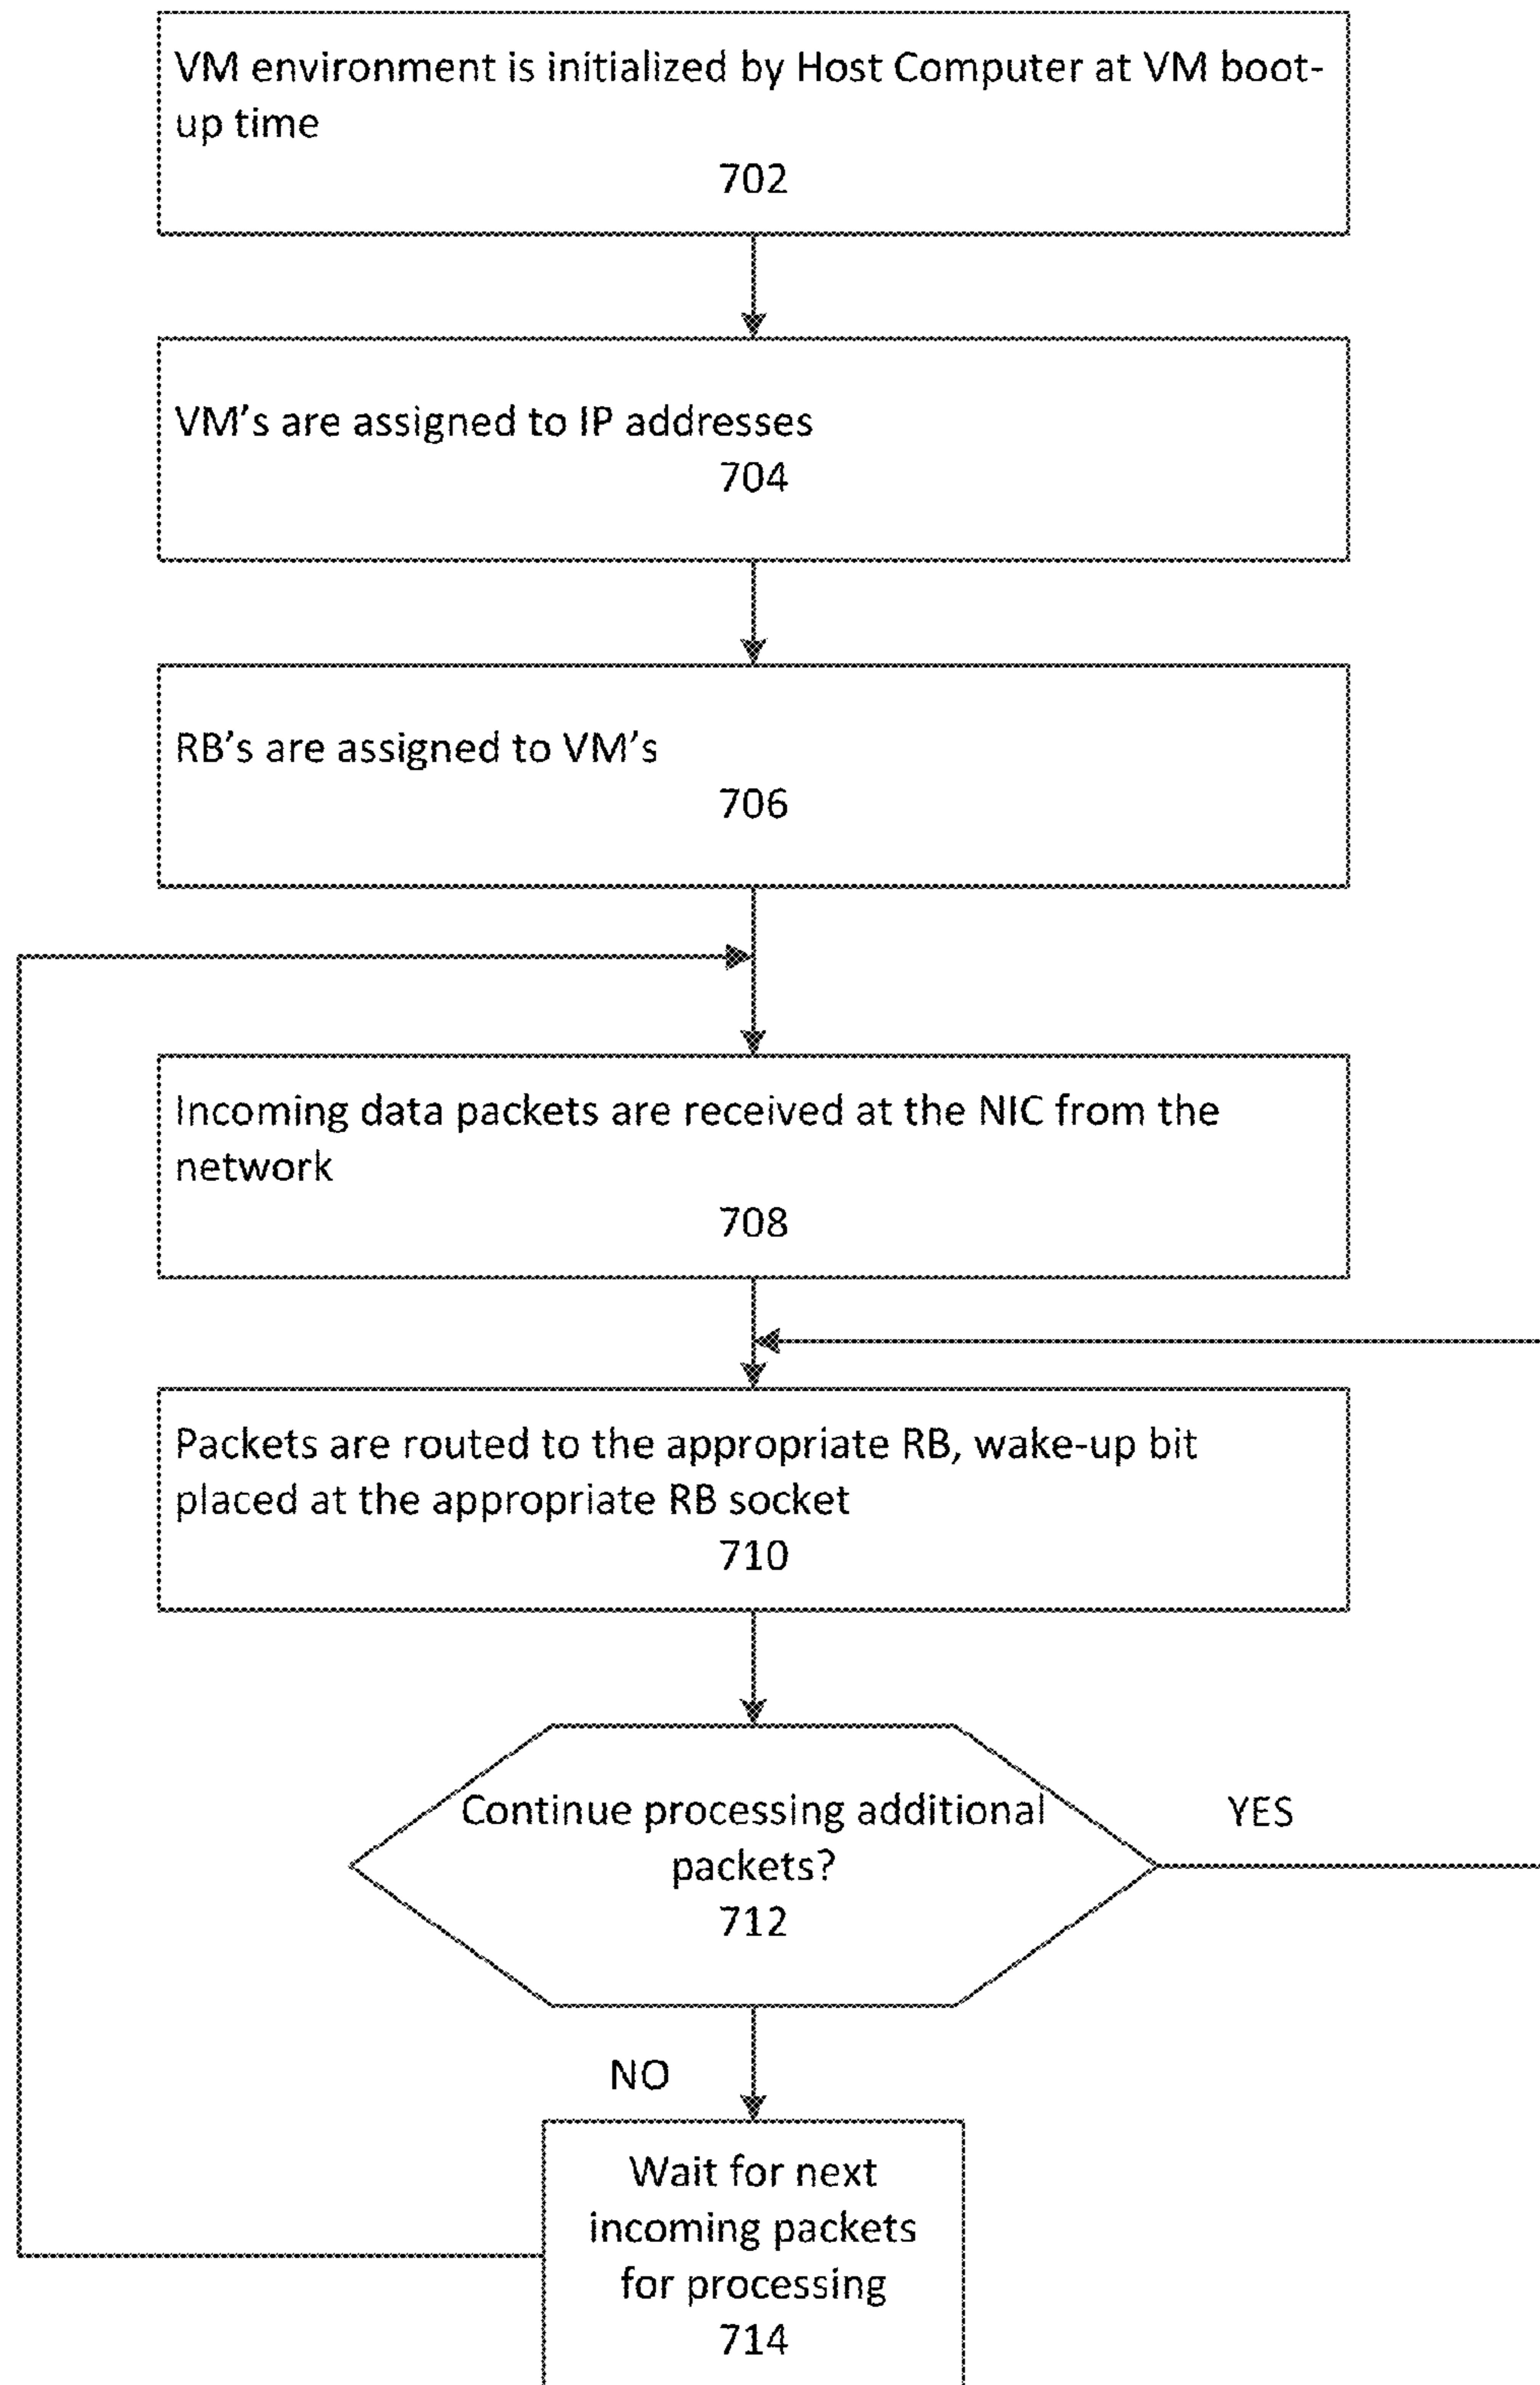 VM environment is initialized by Host Computer at VM boot-
up time
702
VM's are assigned to IP addresses
704
RB's are assigned to VM's
706
Incoming data packets are received at the NIC from the
network
708
Packets are routed to the appropriate RB, wake-up bit
placed at the appropriate RB socket
710
Continue processing additional
packets?
712
YES
NO
Wait for next
incoming packets
for processing
714